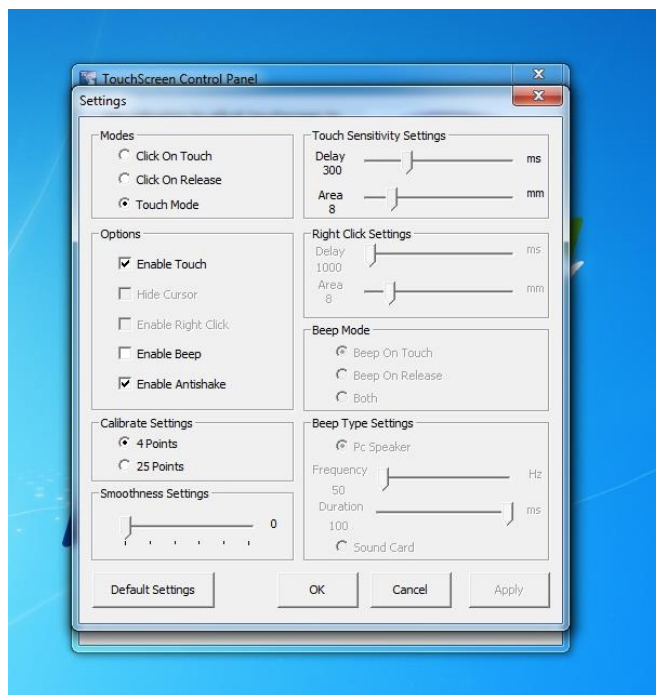 TouchScreen Control Panel
Settings
Modes
Click On Touch
Click On Release
Touch Mode
Touch Sensitivity Settings
Delay
300
ms
Area
8
mm
Options
Enable Touch
Hide Cursor
Enable Right Click
Enable Beep
Enable Antishake
Right Click Settings
Delay
1000
ms
Area
8
mm
Beep Mode
Beep On Touch
Beep On Release
Both
Calibrate Settings
4 Points
25 Points
Beep Type Settings
Pc Speaker
Frequency
50
Hz
Duration
100
ms
Sound Card
Smoothness Settings
0
Default Settings
OK
Cancel
Apply